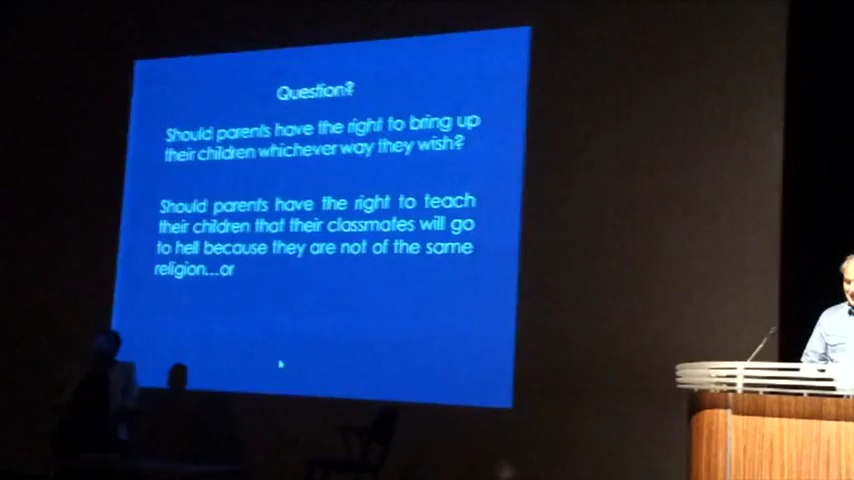 Question?
Should parents have the right to bring up
their children whichever way they wish?
Should parents have the right to teach
their children that their classmates will go
to hell because they are not of the same
religion...or